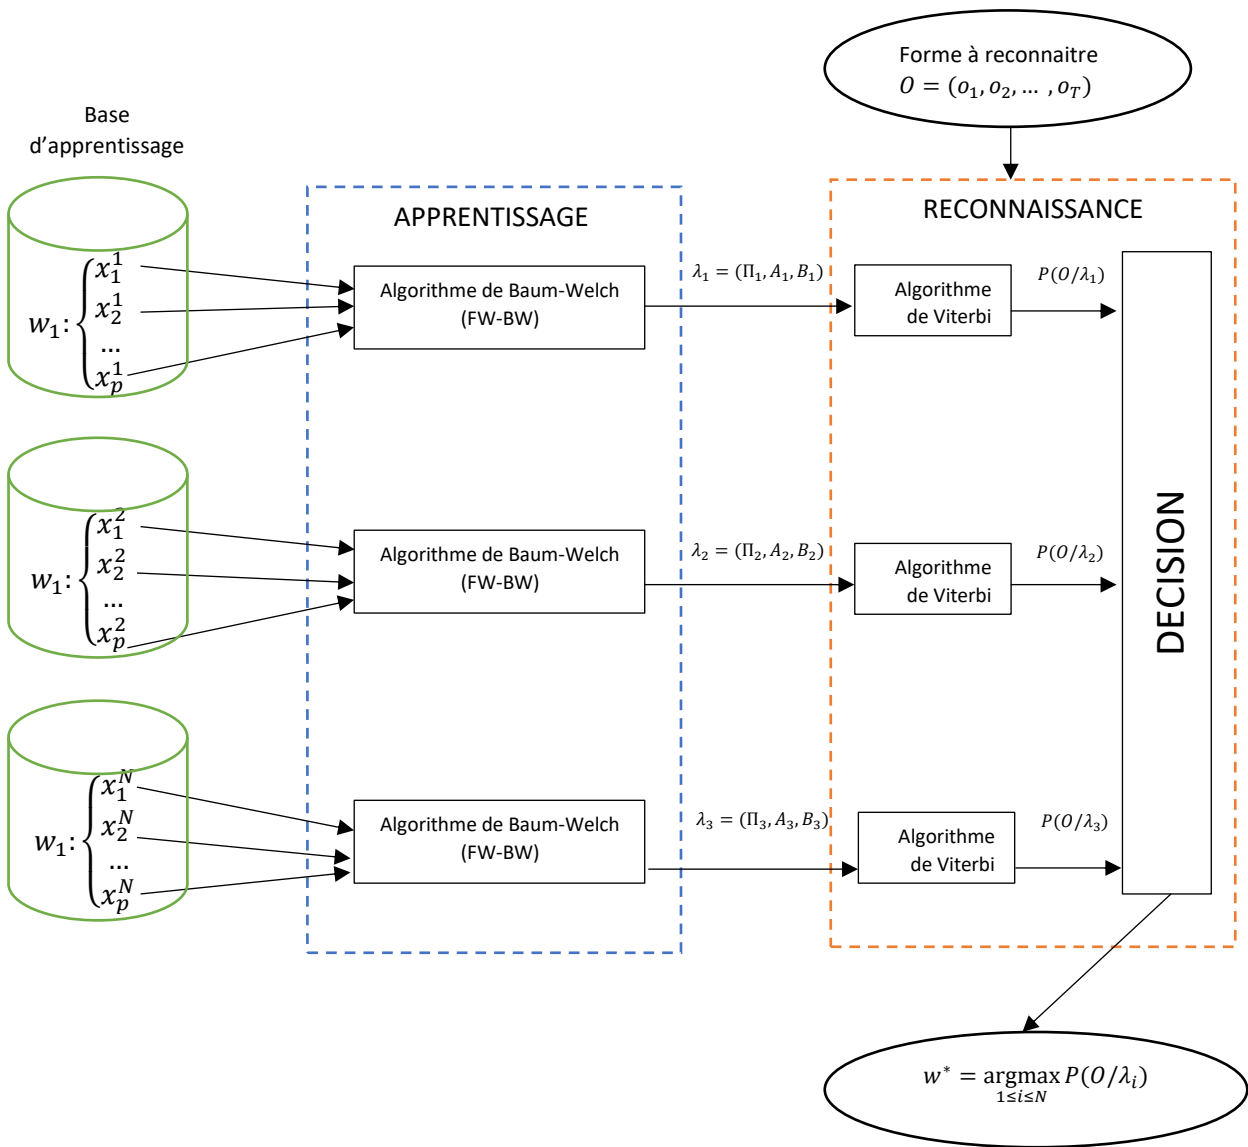 Forme à reconnaitre
O = (o₁, o₂, … , o_T)
Base
d'apprentissage
APPRENTISSAGE
RECONNAISSANCE
w₁: { x₁¹
x₂¹
…
x_p¹
Algorithme de Baum-Welch
(FW-BW)
λ₁ = (Π₁, A₁, B₁)
Algorithme
de Viterbi
P(O/λ₁)
w₁: { x₁²
x₂²
…
x_p²
Algorithme de Baum-Welch
(FW-BW)
λ₂ = (Π₂, A₂, B₂)
Algorithme
de Viterbi
P(O/λ₂)
DECISION
w₁: { x₁ᴺ
x₂ᴺ
…
x_pᴺ
Algorithme de Baum-Welch
(FW-BW)
λ₃ = (Π₃, A₃, B₃)
Algorithme
de Viterbi
P(O/λ₃)
w* = argmax P(O/λᵢ)
1≤i≤N